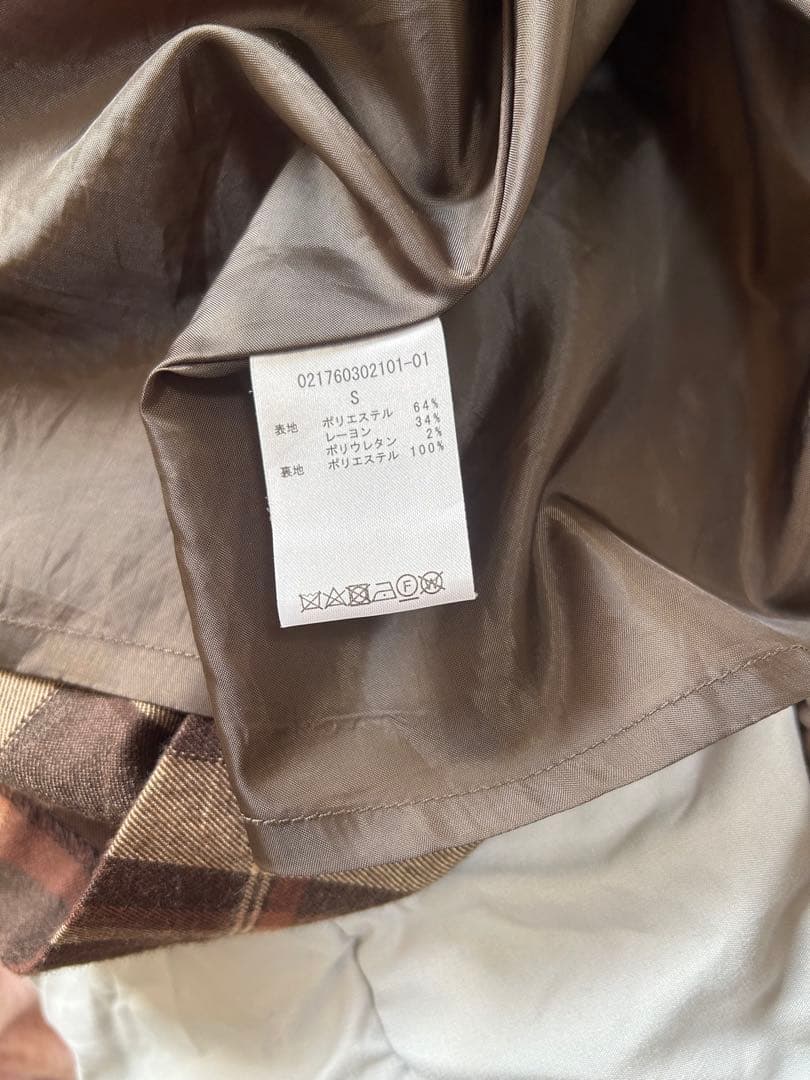 021760302101-01
S
表地 ポリエステル 64%
レーヨン 34%
ポリウレタン 2%
裏地 ポリエステル 100%
F W